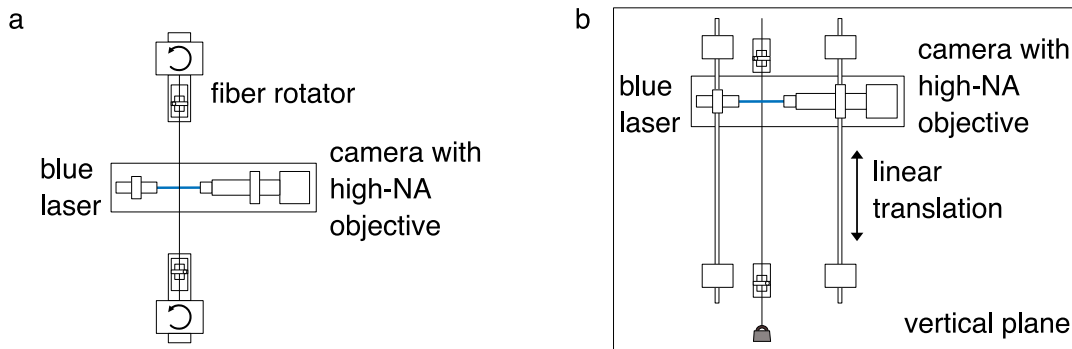 a
fiber rotator
blue
laser
camera with
high-NA
objective
b
blue
laser
camera with
high-NA
objective
linear
translation
vertical plane